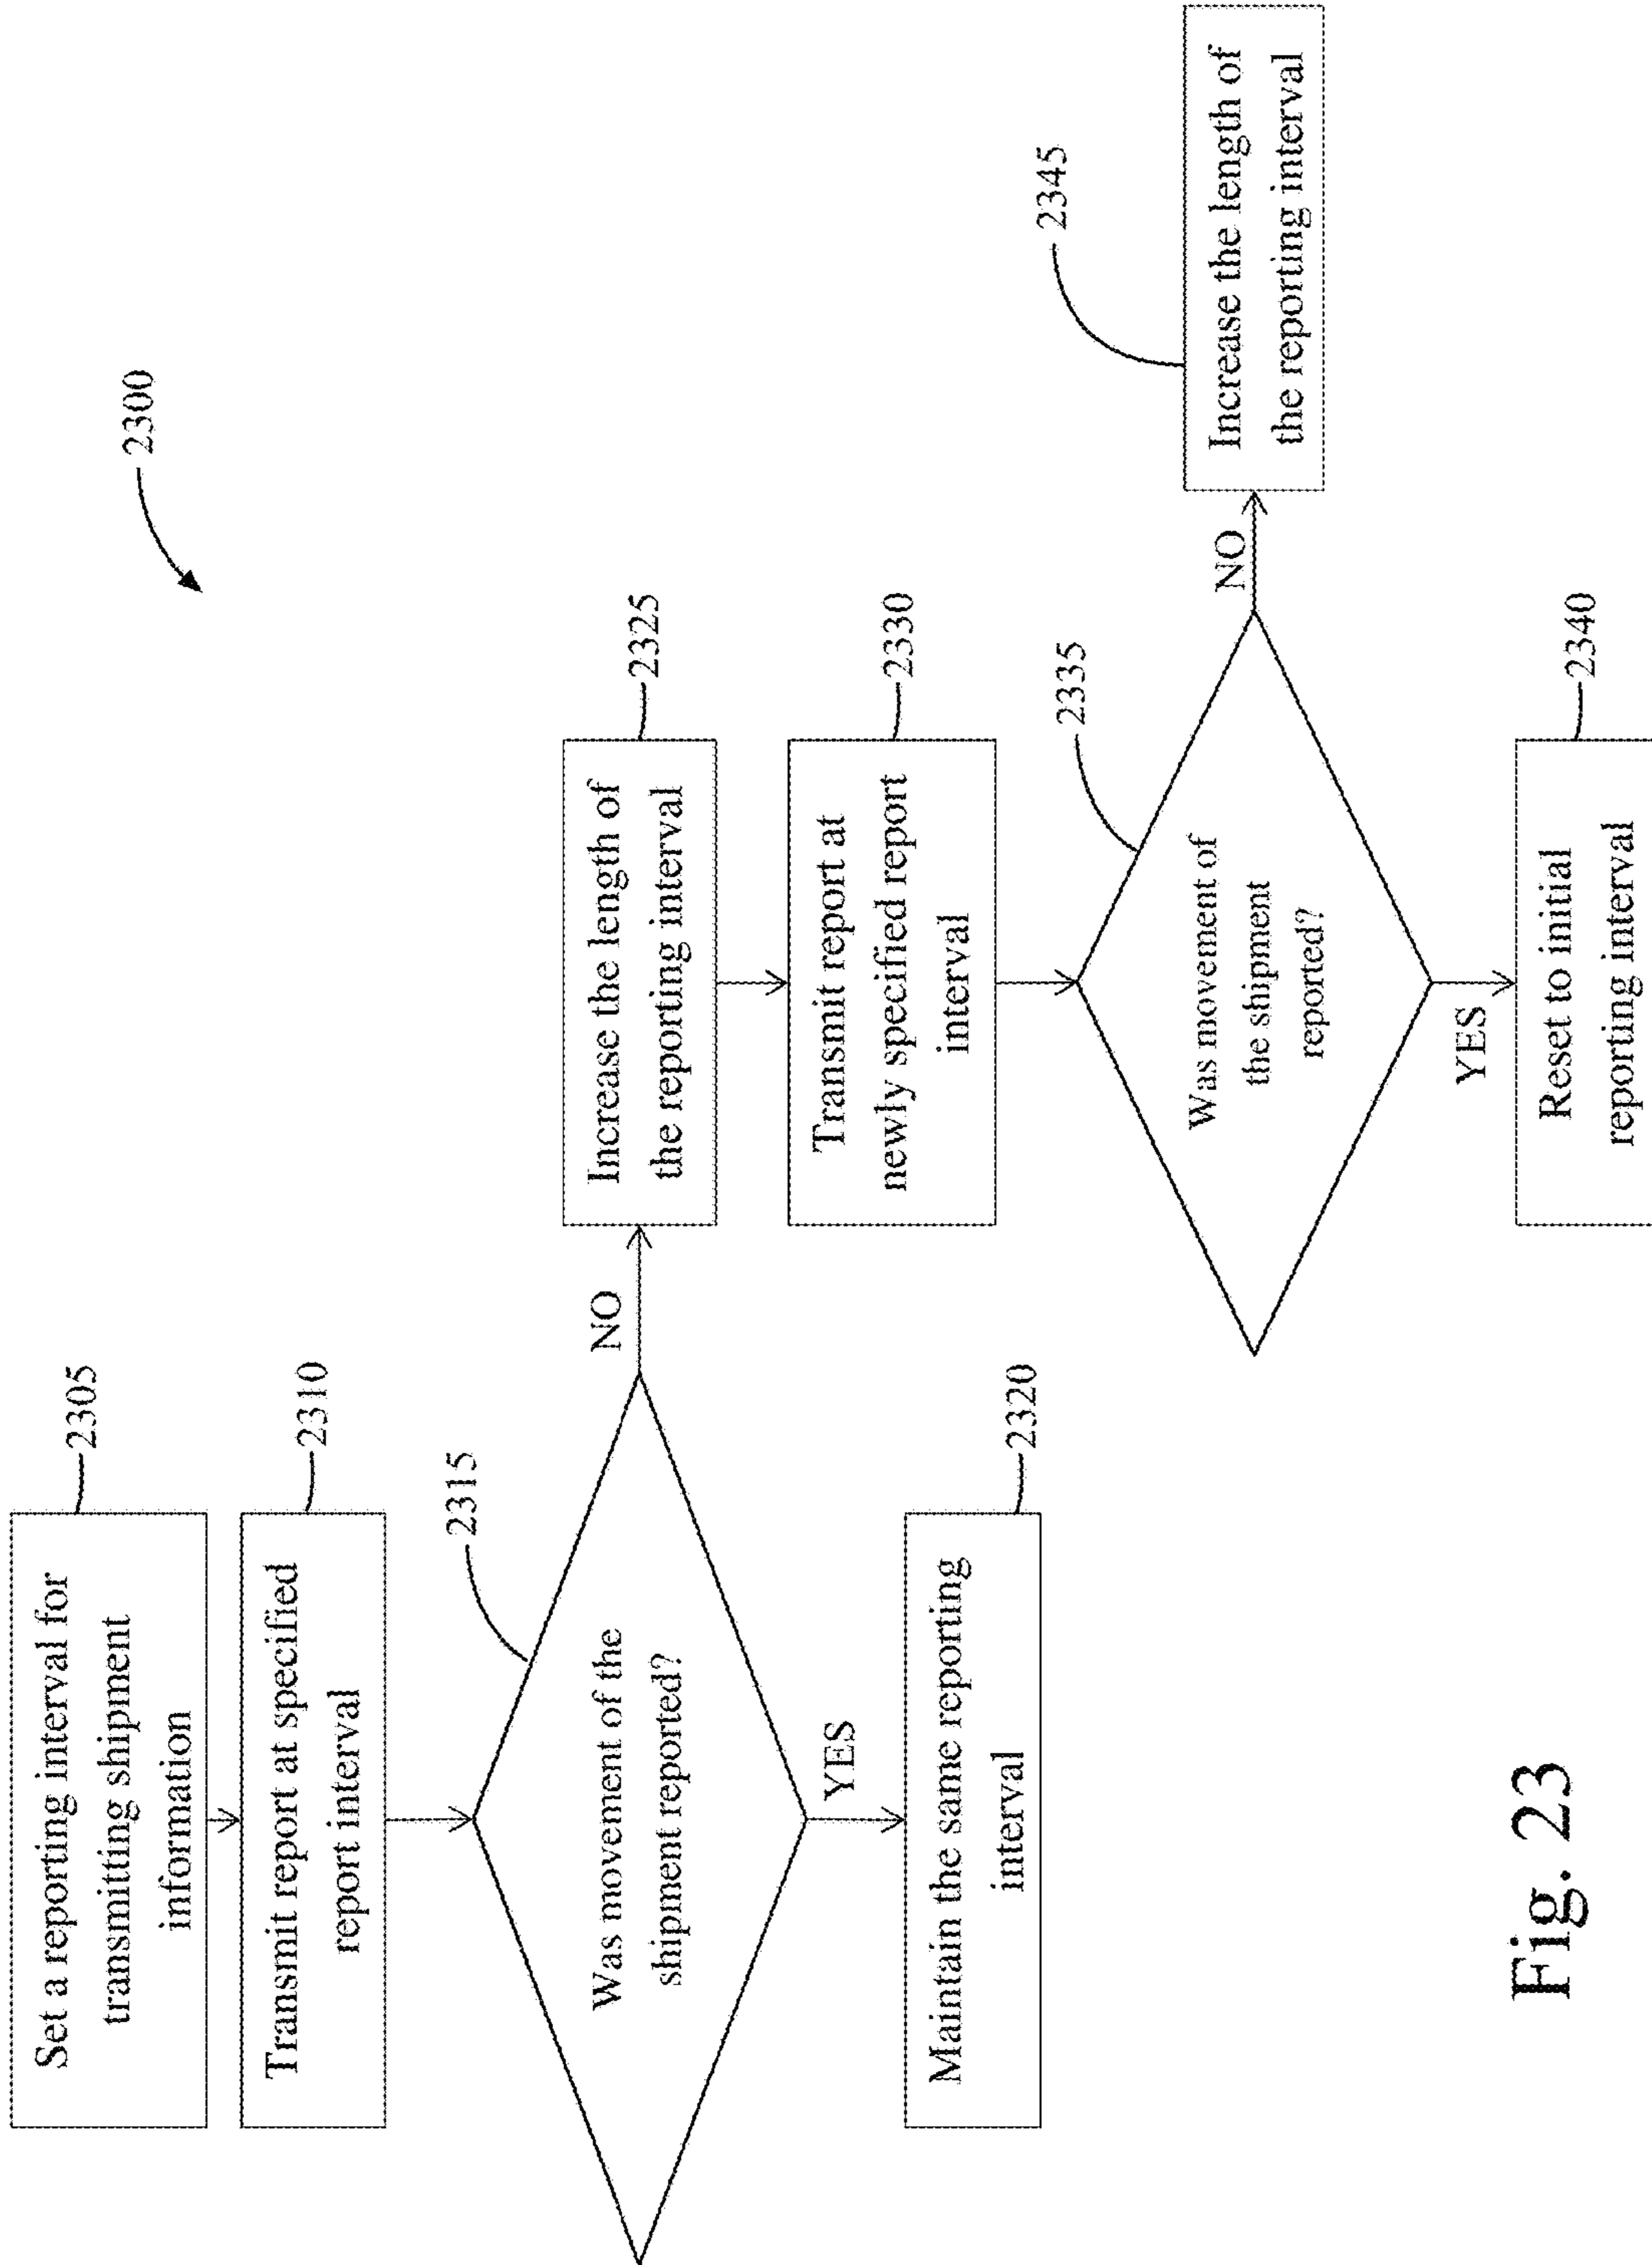 2300
Set a reporting interval for
transmitting shipment
information
2305
Transmit report at specified
report interval
2310
Was movement of the
shipment reported?
2315
NO
YES
Maintain the same reporting
interval
2320
Increase the length of
the reporting interval
2325
Transmit report at
newly specified report
interval
2330
Was movement of
the shipment
reported?
2335
NO
YES
Reset to initial
reporting interval
2340
Increase the length of
the reporting interval
2345
Fig. 23